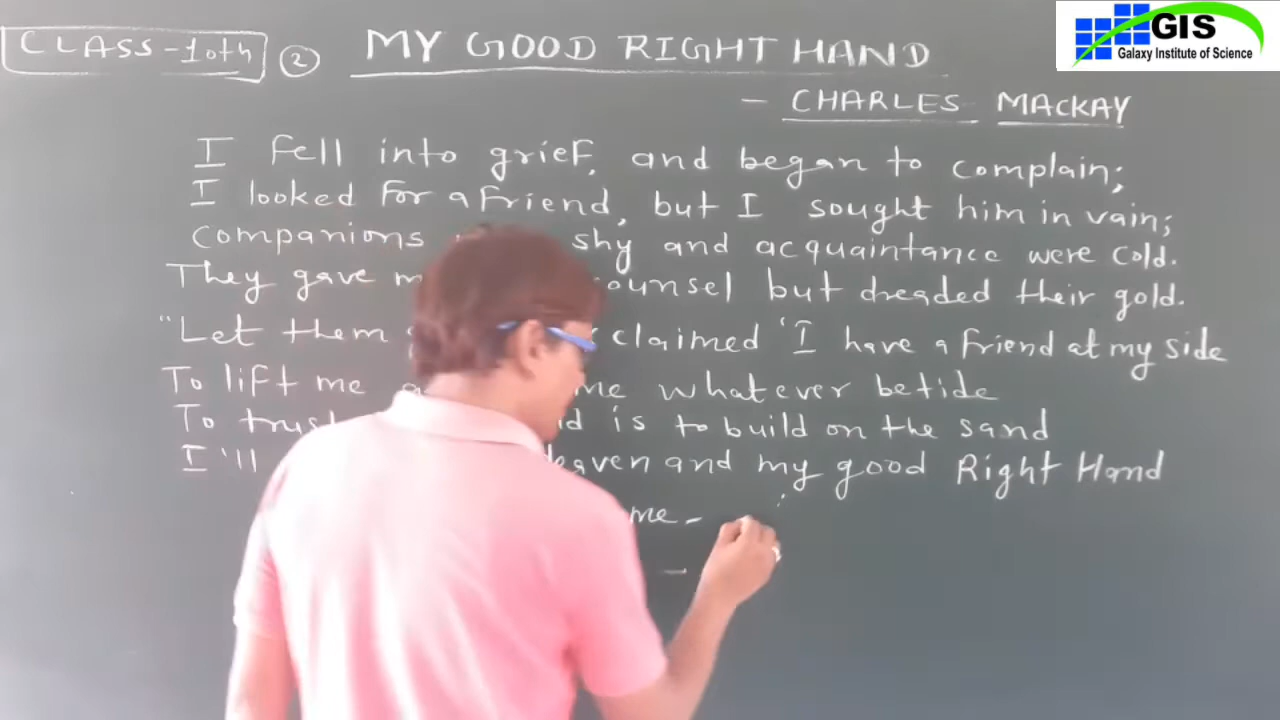 CLASS-10th ② MY GOOD RIGHT HAND
GIS
Galaxy Institute of Science
- CHARLES MACKAY
I fell into grief, and began to complain;
I looked for a friend, but I sought him in vain;
companions shy and acquaintance were cold.
They gave counsel but dreaded their gold.
"Let them claimed 'I have a friend at my side
To lift me me whatever betide
To trust is to build on the sand
I'll and my good Right Hand
me-
-